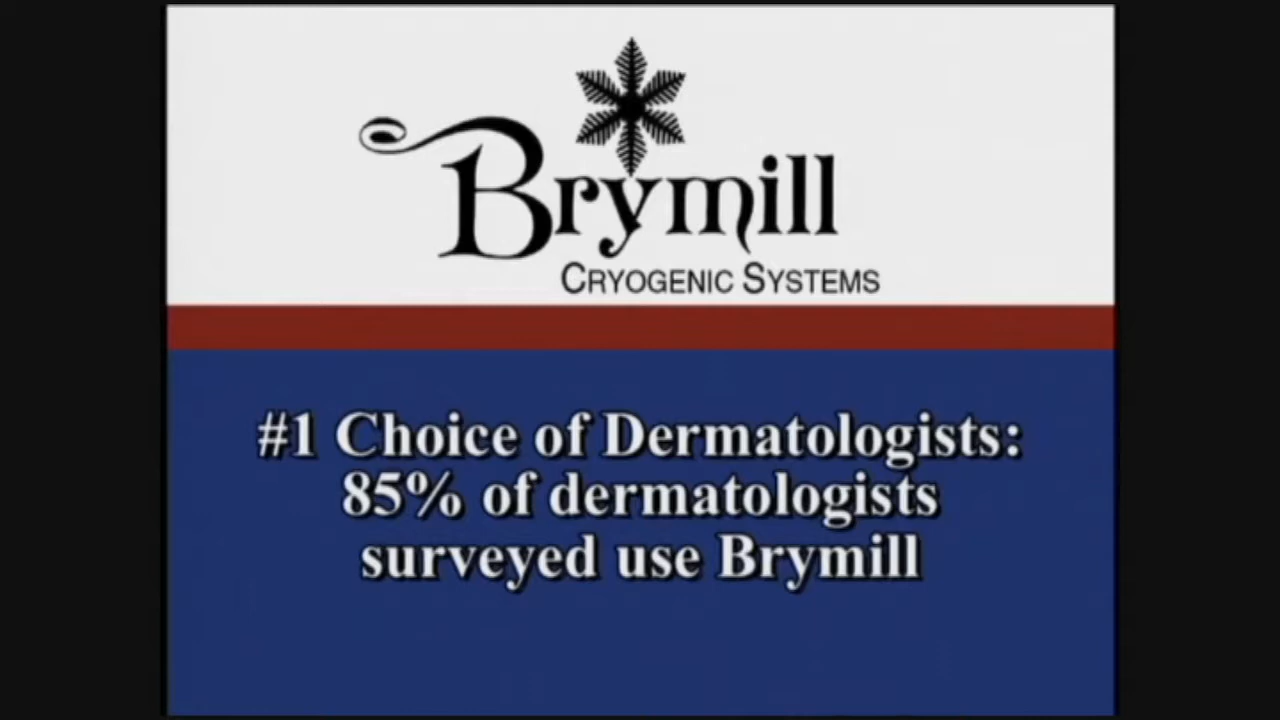 Brymill
CRYOGENIC SYSTEMS
#1 Choice of Dermatologists:
85% of dermatologists
surveyed use Brymill